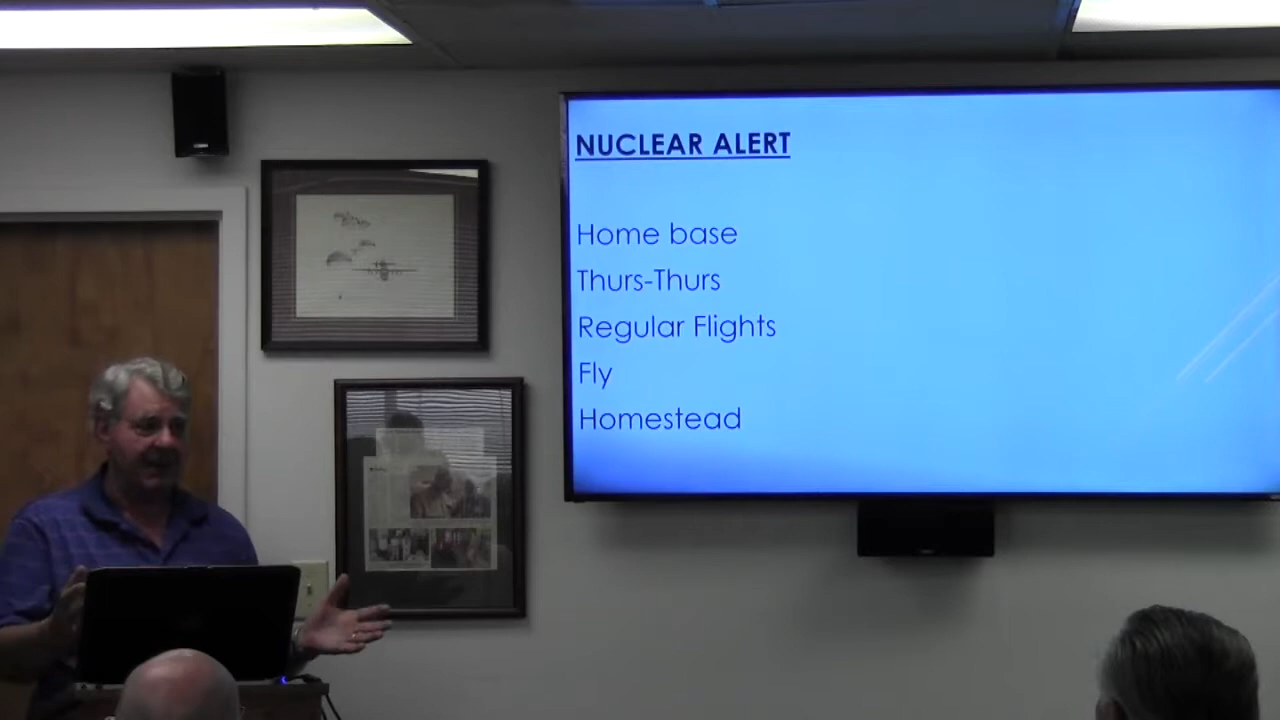 NUCLEAR ALERT
Home base
Thurs-Thurs
Regular Flights
Fly
Homestead